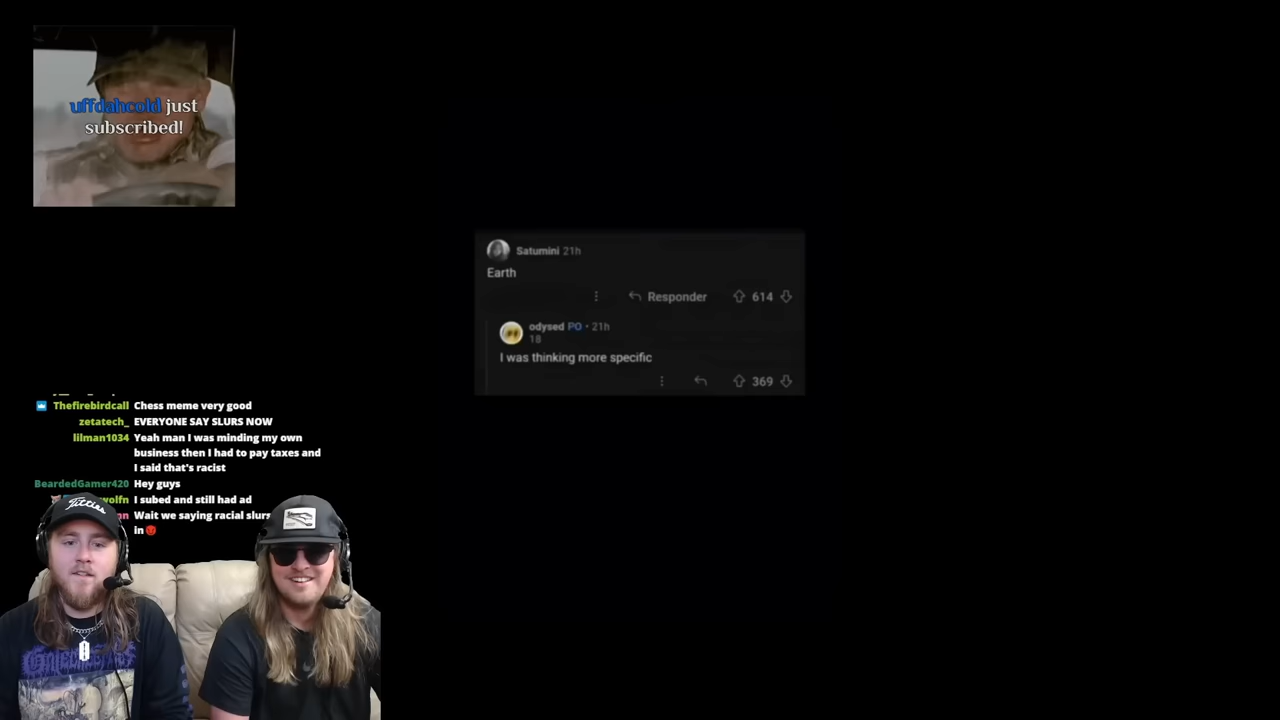 uffdahcold just
subscribed!
Satumini 21h
Earth
Responder 614
odysed PO • 21h
18
I was thinking more specific
369
Thefirebirdcall Chess meme very good
zetatech_ EVERYONE SAY SLURS NOW
lilman1034 Yeah man I was minding my own
business then I had to pay taxes and
I said that's racist
BeardedGamer420 Hey guys
wolfn I subed and still had ad
Wait we saying racial slurs
in
Titties